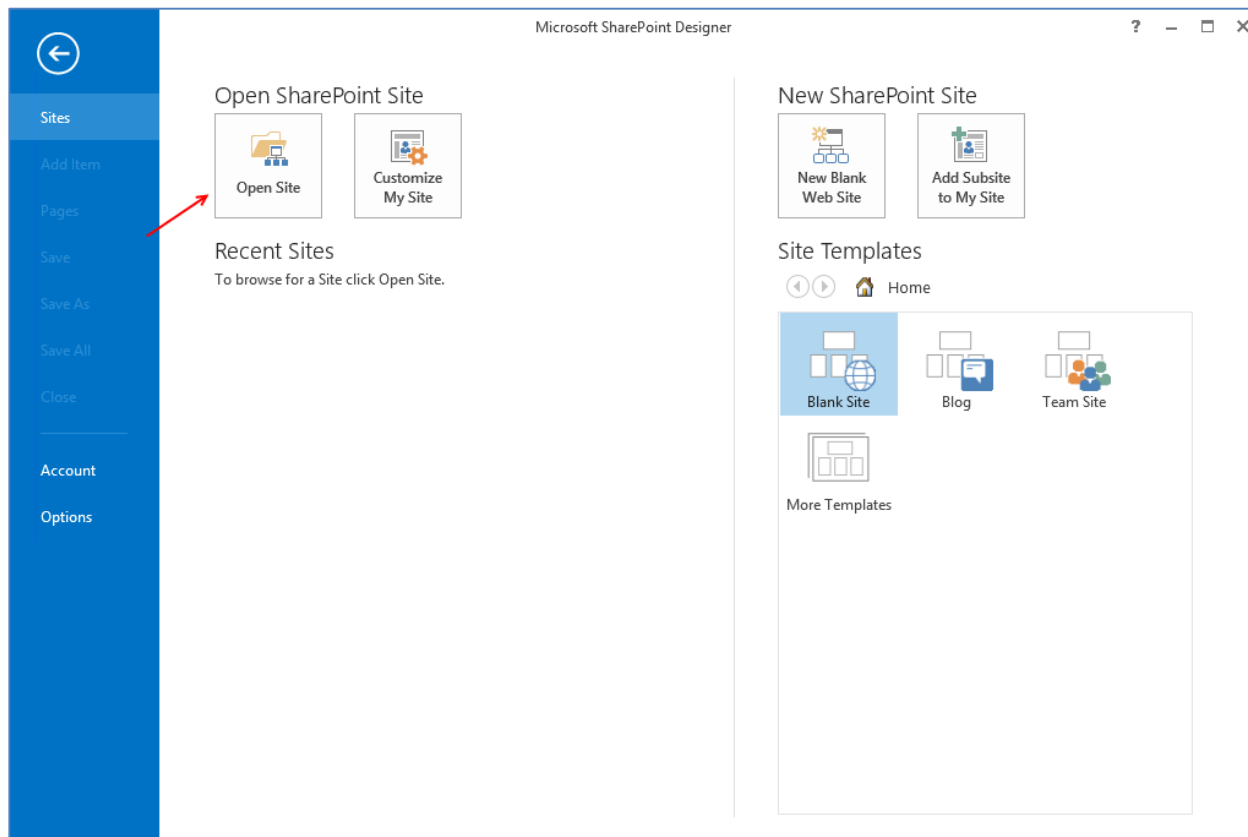 Microsoft SharePoint Designer
?
Sites
Add Item
Pages
Save
Save As
Save All
Close
Account
Options
Open SharePoint Site
Open Site
Customize
My Site
Recent Sites
To browse for a Site click Open Site.
New SharePoint Site
New Blank
Web Site
Add Subsite
to My Site
Site Templates
Home
Blank Site
Blog
Team Site
More Templates